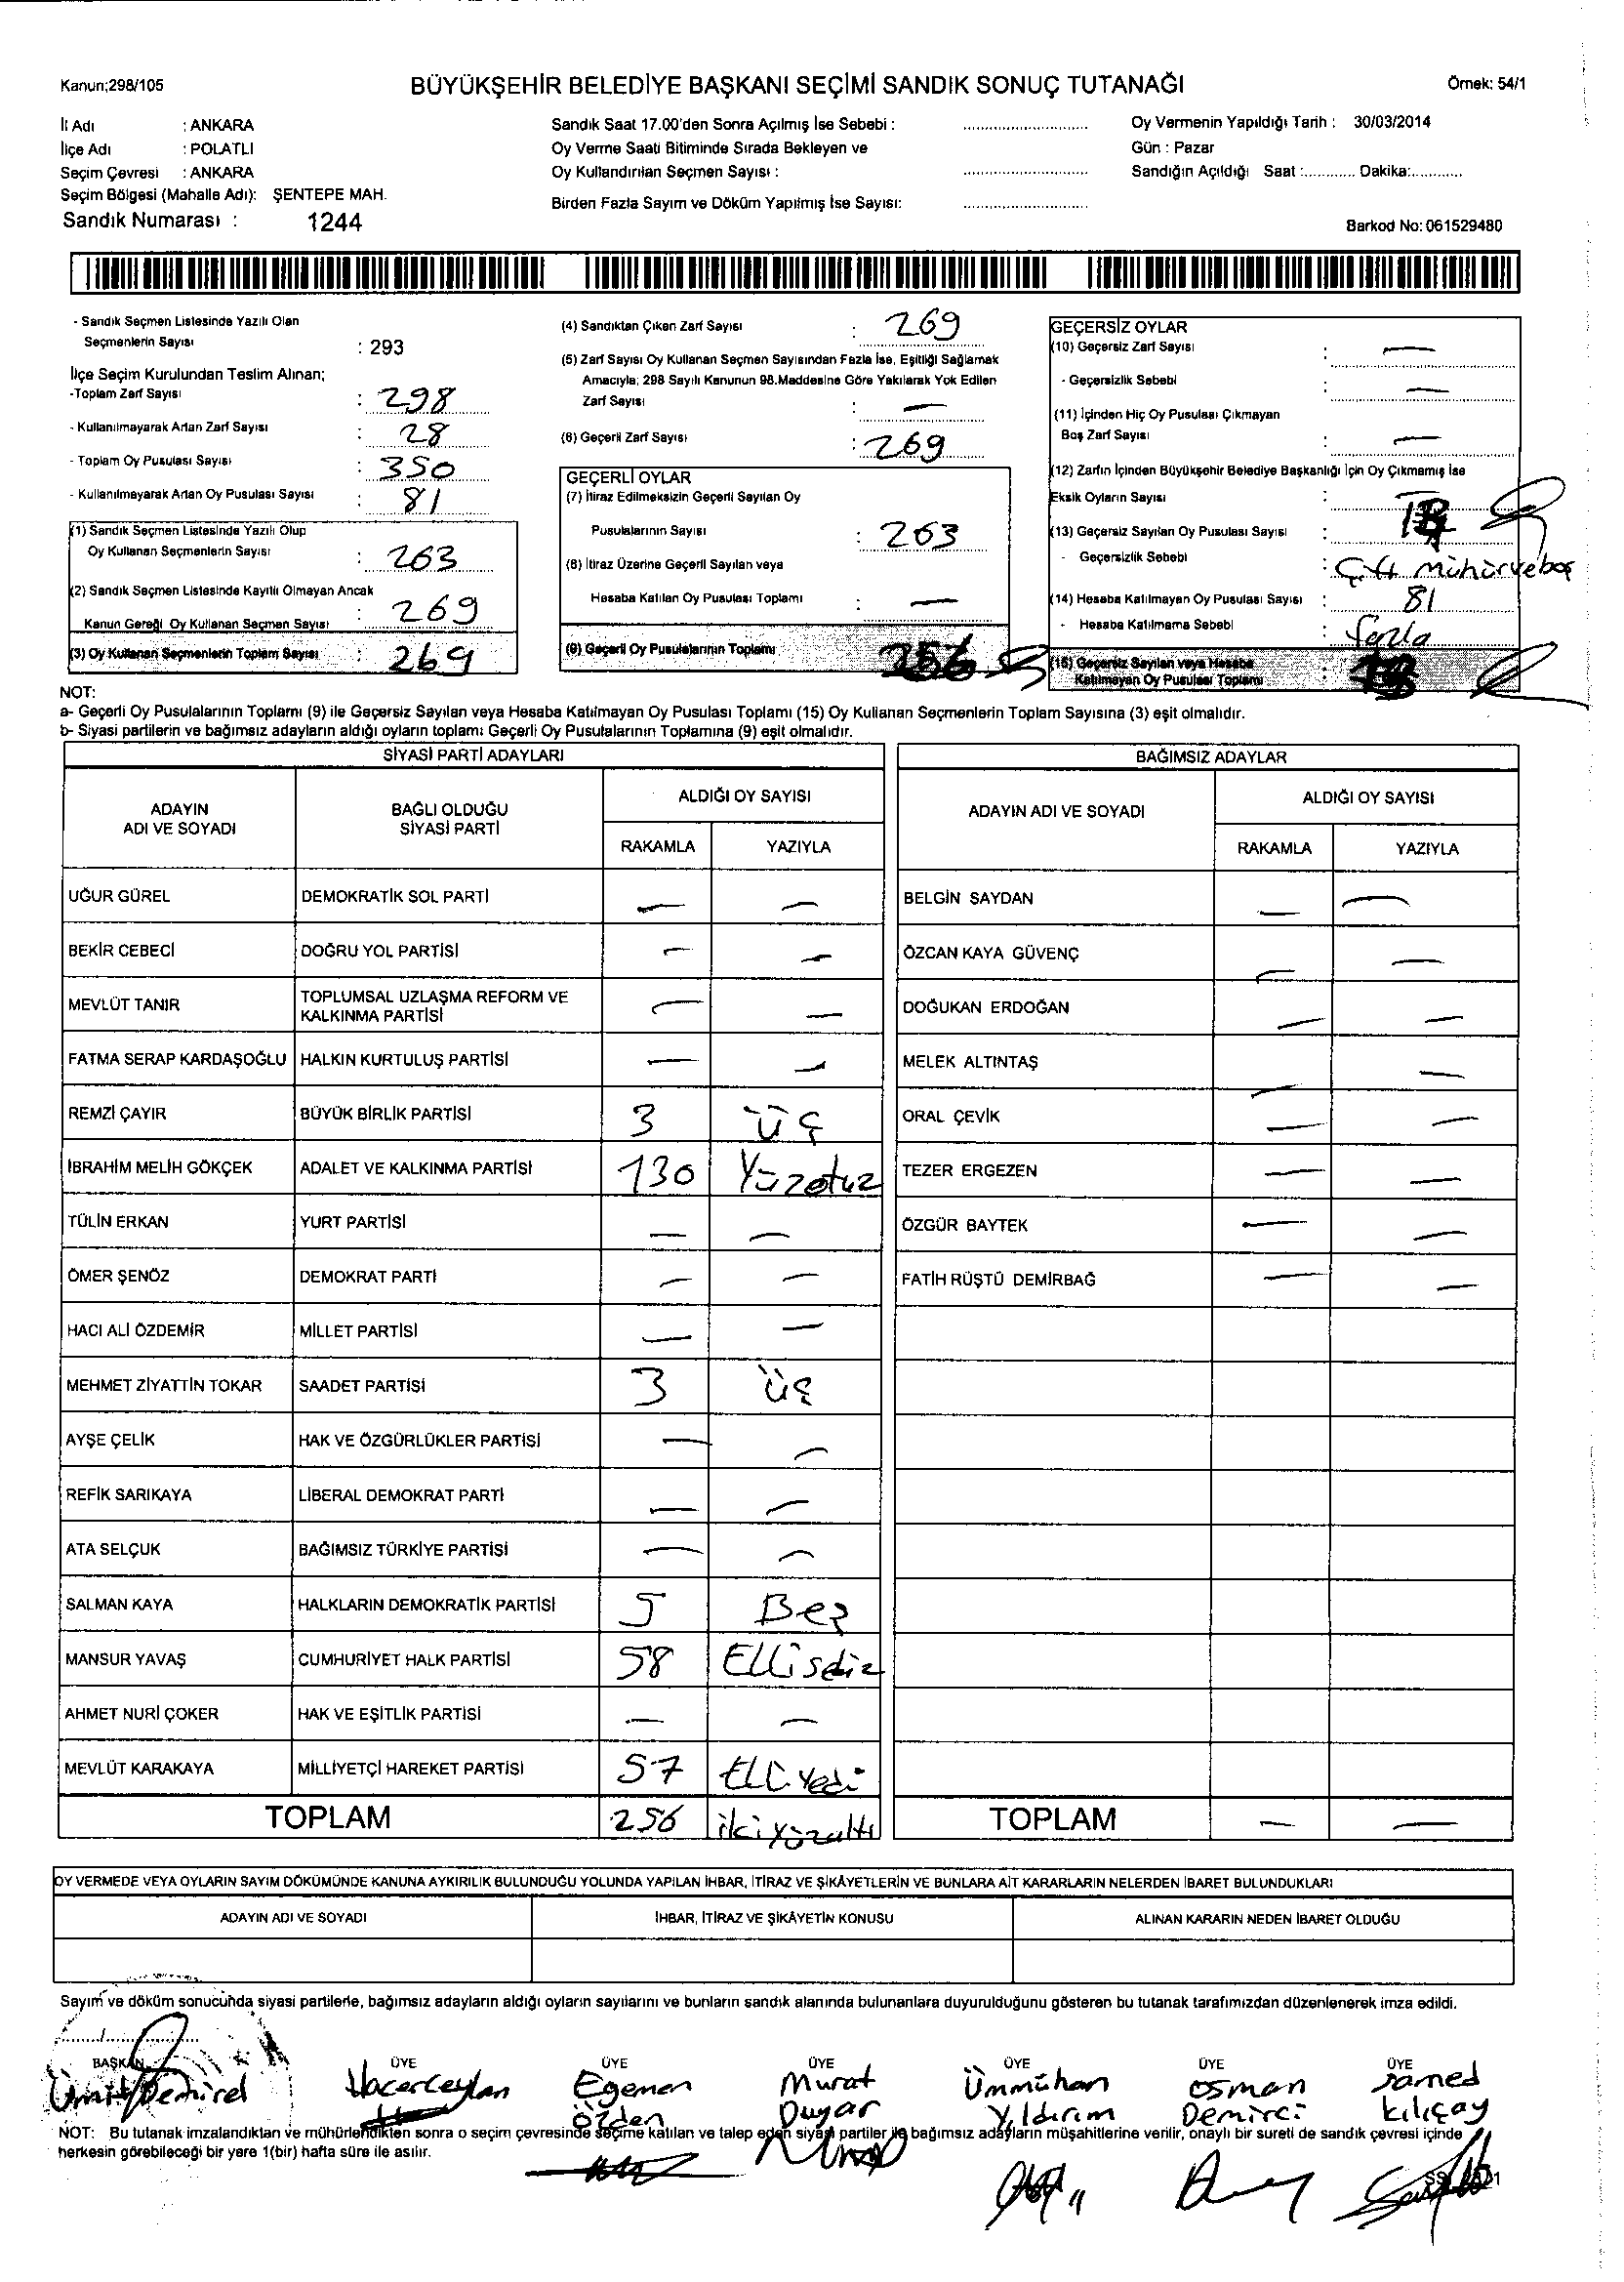 Kanun;298/105
BÜYÜKŞEHİR BELEDİYE BAŞKANI SEÇİMİ SANDIK SONUÇ TUTANAĞI
Örnek: 54/1
İl Adı : ANKARA
İlçe Adı : POLATLI
Seçim Çevresi : ANKARA
Seçim Bölgesi (Mahalle Adı): ŞENTEPE MAH.
Sandık Numarası : 1244
Sandık Saat 17.00'den Sonra Açılmış İse Sebebi :
Oy Verme Saati Bitiminde Sırada Bekleyen ve
Oy Kullandırılan Seçmen Sayısı :
Birden Fazla Sayım ve Döküm Yapılmış İse Sayısı:
Oy Vermenin Yapıldığı Tarih : 30/03/2014
Gün : Pazar
Sandığın Açıldığı Saat :............ Dakika:............
Barkod No: 061529480
- Sandık Seçmen Listesinde Yazılı Olan
Seçmenlerin Sayısı : 293
İlçe Seçim Kurulundan Teslim Alınan;
-Toplam Zarf Sayısı : 298
- Kullanılmayarak Artan Zarf Sayısı : 28
- Toplam Oy Pusulası Sayısı : 350
- Kullanılmayarak Artan Oy Pusulası Sayısı : 81
(1) Sandık Seçmen Listesinde Yazılı Olup
Oy Kullanan Seçmenlerin Sayısı : 263
(2) Sandık Seçmen Listesinde Kayıtlı Olmayan Ancak
Kanun Gereği Oy Kullanan Seçmen Sayısı : 269
(3) Oy Kullanan Seçmenlerin Toplam Sayısı : 269
(4) Sandıktan Çıkan Zarf Sayısı : 269
(5) Zarf Sayısı Oy Kullanan Seçmen Sayısından Fazla İse, Eşitliği Sağlamak
Amacıyla; 298 Sayılı Kanunun 98.Maddesine Göre Yakılarak Yok Edilen
Zarf Sayısı : —
(6) Geçerli Zarf Sayısı : 269
GEÇERLİ OYLAR
(7) İtiraz Edilmeksizin Geçerli Sayılan Oy
Pusulalarının Sayısı : 263
(8) İtiraz Üzerine Geçerli Sayılan veya
Hesaba Katılan Oy Pusulası Toplamı : —
(9) Geçerli Oy Pusulalarının Toplamı 256
GEÇERSİZ OYLAR
(10) Geçersiz Zarf Sayısı : —
- Geçersizlik Sebebi : —
(11) İçinden Hiç Oy Pusulası Çıkmayan
Boş Zarf Sayısı : —
(12) Zarfın İçinden Büyükşehir Belediye Başkanlığı İçin Oy Çıkmamış İse
Eksik Oyların Sayısı : —
(13) Geçersiz Sayılan Oy Pusulası Sayısı :
- Geçersizlik Sebebi : Çift mühür ve boş
(14) Hesaba Katılmayan Oy Pusulası Sayısı : 81
- Hesaba Katılmama Sebebi : fazla
(15) Geçersiz Sayılan veya Hesaba
Katılmayan Oy Pusulası Toplamı :
NOT:
a- Geçerli Oy Pusulalarının Toplamı (9) ile Geçersiz Sayılan veya Hesaba Katılmayan Oy Pusulası Toplamı (15) Oy Kullanan Seçmenlerin Toplam Sayısına (3) eşit olmalıdır.
b- Siyasi partilerin ve bağımsız adayların aldığı oyların toplamı Geçerli Oy Pusulalarının Toplamına (9) eşit olmalıdır.
SİYASİ PARTİ ADAYLARI
ADAYIN ADI VE SOYADI
BAĞLI OLDUĞU SİYASİ PARTİ
ALDIĞI OY SAYISI
RAKAMLA YAZIYLA
UĞUR GÜREL DEMOKRATİK SOL PARTİ — —
BEKİR CEBECİ DOĞRU YOL PARTİSİ — —
MEVLÜT TANIR TOPLUMSAL UZLAŞMA REFORM VE KALKINMA PARTİSİ — —
FATMA SERAP KARDAŞOĞLU HALKIN KURTULUŞ PARTİSİ — —
REMZİ ÇAYIR BÜYÜK BİRLİK PARTİSİ 3 üç
İBRAHİM MELİH GÖKÇEK ADALET VE KALKINMA PARTİSİ 130 Yüzotuz
TÜLİN ERKAN YURT PARTİSİ — —
ÖMER ŞENÖZ DEMOKRAT PARTİ — —
HACI ALİ ÖZDEMİR MİLLET PARTİSİ — —
MEHMET ZİYATTİN TOKAR SAADET PARTİSİ 3 üç
AYŞE ÇELİK HAK VE ÖZGÜRLÜKLER PARTİSİ — —
REFİK SARIKAYA LİBERAL DEMOKRAT PARTİ — —
ATA SELÇUK BAĞIMSIZ TÜRKİYE PARTİSİ — —
SALMAN KAYA HALKLARIN DEMOKRATİK PARTİSİ 5 Beş
MANSUR YAVAŞ CUMHURİYET HALK PARTİSİ 58 Ellisekiz
AHMET NURİ ÇOKER HAK VE EŞİTLİK PARTİSİ — —
MEVLÜT KARAKAYA MİLLİYETÇİ HAREKET PARTİSİ 57 Elli yedi
TOPLAM 256 iki yüz altı
BAĞIMSIZ ADAYLAR
ADAYIN ADI VE SOYADI
ALDIĞI OY SAYISI
RAKAMLA YAZIYLA
BELGİN SAYDAN — —
ÖZCAN KAYA GÜVENÇ — —
DOĞUKAN ERDOĞAN — —
MELEK ALTINTAŞ — —
ORAL ÇEVİK — —
TEZER ERGEZEN — —
ÖZGÜR BAYTEK — —
FATİH RÜŞTÜ DEMİRBAĞ — —
TOPLAM — —
OY VERMEDE VEYA OYLARIN SAYIM DÖKÜMÜNDE KANUNA AYKIRILIK BULUNDUĞU YOLUNDA YAPILAN İHBAR, İTİRAZ VE ŞİKÂYETLERİN VE BUNLARA AİT KARARLARIN NELERDEN İBARET BULUNDUKLARI
ADAYIN ADI VE SOYADI İHBAR, İTİRAZ VE ŞİKÂYETİN KONUSU ALINAN KARARIN NEDEN İBARET OLDUĞU
Sayım ve döküm sonucunda siyasi partilerle, bağımsız adayların aldığı oyların sayılarını ve bunların sandık alanında bulunanlara duyurulduğunu gösteren bu tutanak tarafımızdan düzenlenerek imza edildi.
BAŞKAN ÜYE ÜYE ÜYE ÜYE ÜYE ÜYE
Ümit Demirel Hacer Ceylan Egemen Özden Murat Duyar Ümmühan Yıldırım Osman Demirci Samed Kılıçay
NOT: Bu tutanak imzalandıktan ve mühürlendikten sonra o seçim çevresinde seçime katılan ve talep eden siyasi partiler ile bağımsız adayların müşahitlerine verilir, onaylı bir sureti de sandık çevresi içinde
herkesin görebileceği bir yere 1(bir) hafta süre ile asılır.